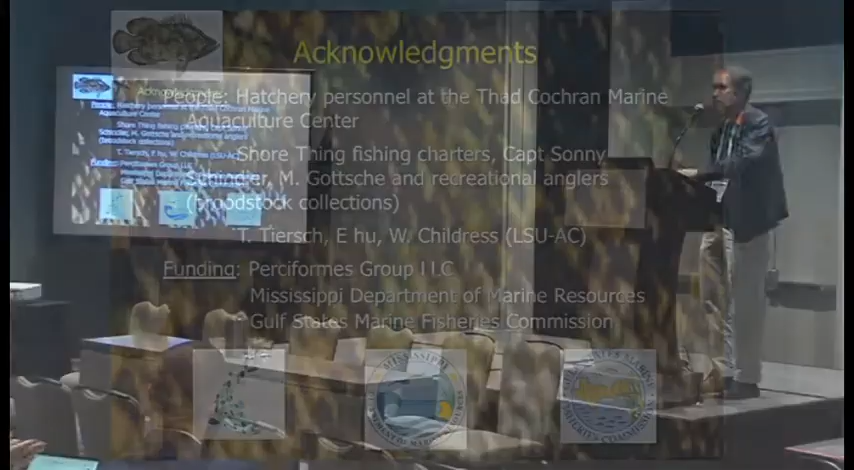 Acknowledgments
People: Hatchery personnel at the Thad Cochran Marine
Aquaculture Center
Shore Thing fishing charters, Capt Sonny
Schindler, M. Gottsche and recreational anglers
(broodstock collections)
T. Tiersch, E hu, W. Childress (LSU-AC)
Funding: Perciformes Group LLC
Mississippi Department of Marine Resources
Gulf States Marine Fisheries Commission
MISSISSIPPI